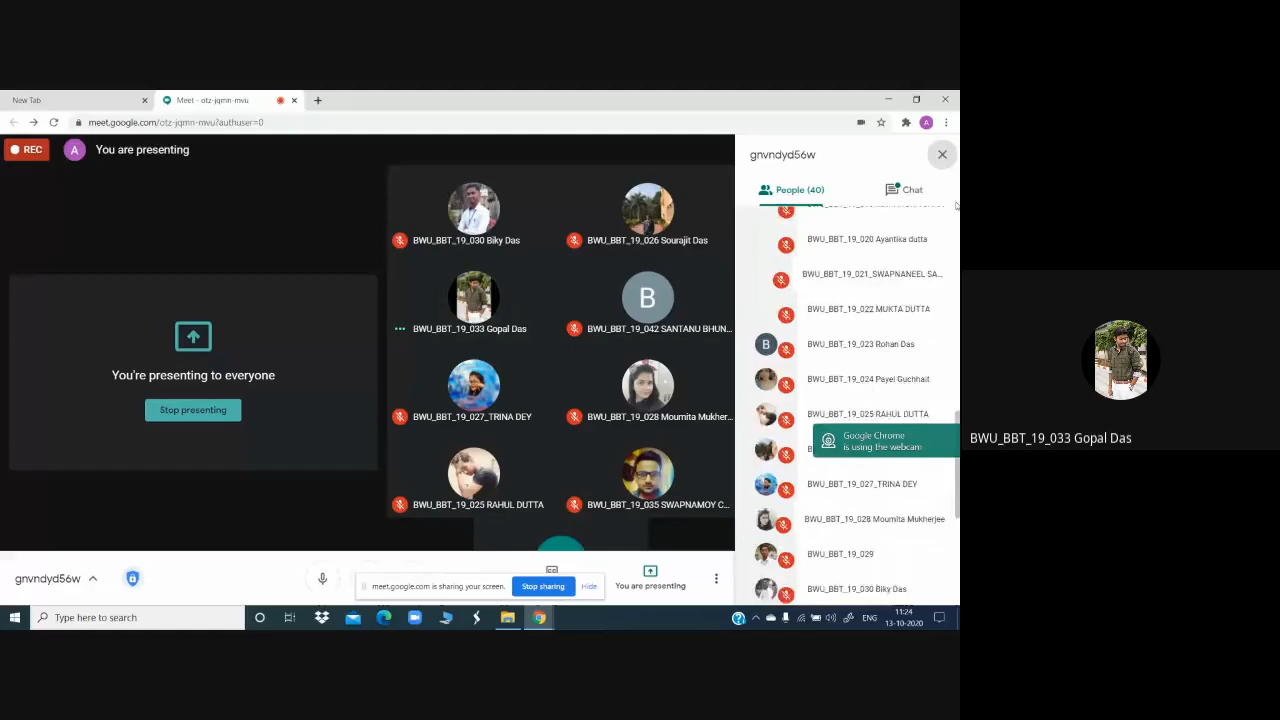 New Tab
Meet - otz-jqmn-mvu
meet.google.com/otz-jqmn-mvu?authuser=0
A
REC
A
You are presenting
gnvndyd56w
People (40)
Chat
BWU_BBT_19_030 Biky Das
BWU_BBT_19_026 Sourajit Das
BWU_BBT_19_020 Ayantika dutta
BWU_BBT_19_021_SWAPNANEEL SA...
B
BWU_BBT_19_033 Gopal Das
BWU_BBT_19_042 SANTANU BHUN...
BWU_BBT_19_022 MUKTA DUTTA
B
BWU_BBT_19_023 Rohan Das
You're presenting to everyone
BWU_BBT_19_024 Payel Guchhait
Stop presenting
BWU_BBT_19_027_TRINA DEY
BWU_BBT_19_028 Moumita Mukher...
BWU_BBT_19_025 RAHUL DUTTA
Google Chrome
is using the webcam
BWU_BBT_19_033 Gopal Das
BWU_BBT_19_027_TRINA DEY
BWU_BBT_19_025 RAHUL DUTTA
BWU_BBT_19_035 SWAPNAMOY C...
BWU_BBT_19_028 Moumita Mukherjee
BWU_BBT_19_029
gnvndyd56w
meet.google.com is sharing your screen.
Stop sharing
Hide
You are presenting
BWU_BBT_19_030 Biky Das
Type here to search
ENG
11:24
13-10-2020